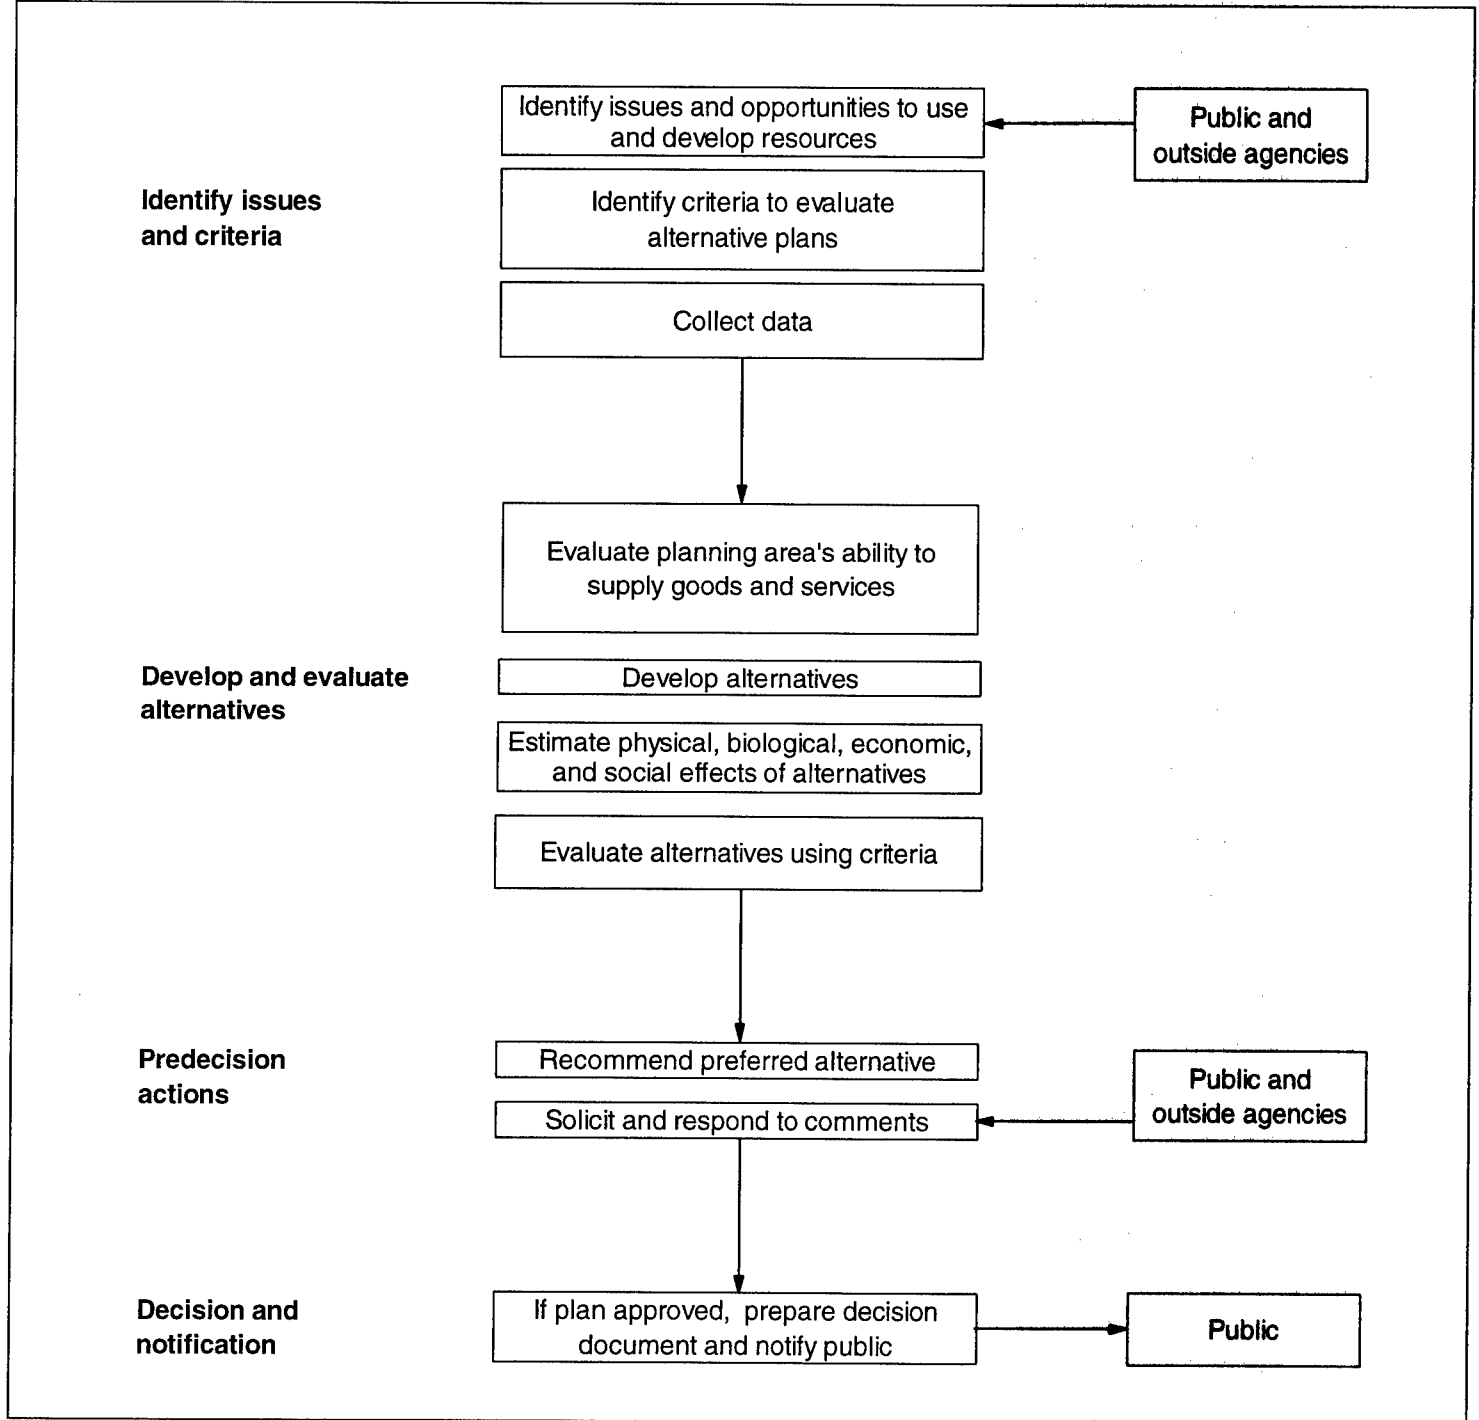 Identify issues and opportunities to use
and develop resources
Public and
outside agencies
Identify issues
and criteria
Identify criteria to evaluate
alternative plans
Collect data
Evaluate planning area's ability to
supply goods and services
Develop and evaluate
alternatives
Develop alternatives
Estimate physical, biological, economic,
and social effects of alternatives
Evaluate alternatives using criteria
Predecision
actions
Recommend preferred alternative
Solicit and respond to comments
Public and
outside agencies
Decision and
notification
If plan approved, prepare decision
document and notify public
Public